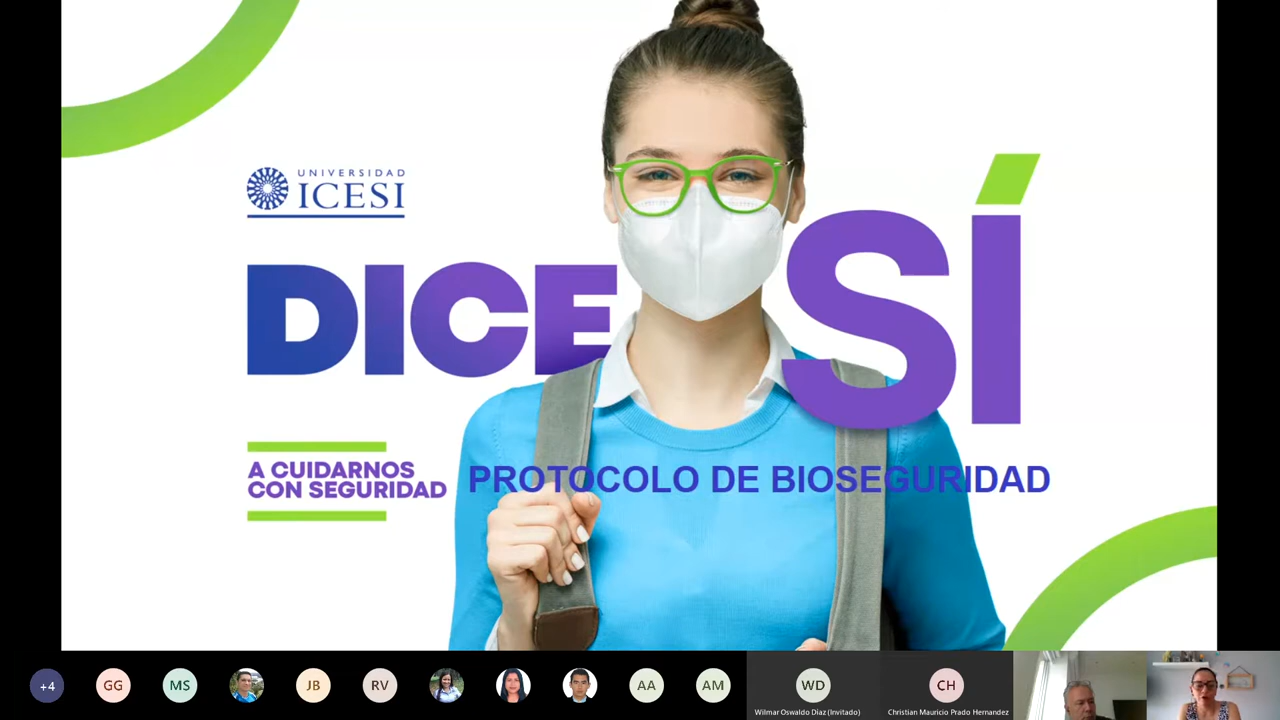 UNIVERSIDAD
ICESI
DICE SÍ
A CUIDARNOS
CON SEGURIDAD
PROTOCOLO DE BIOSEGURIDAD
+4
GG
MS
JB
RV
AA
AM
WD
CH
Wilmar Oswaldo Díaz (Invitado)
Christian Mauricio Prado Hernandez